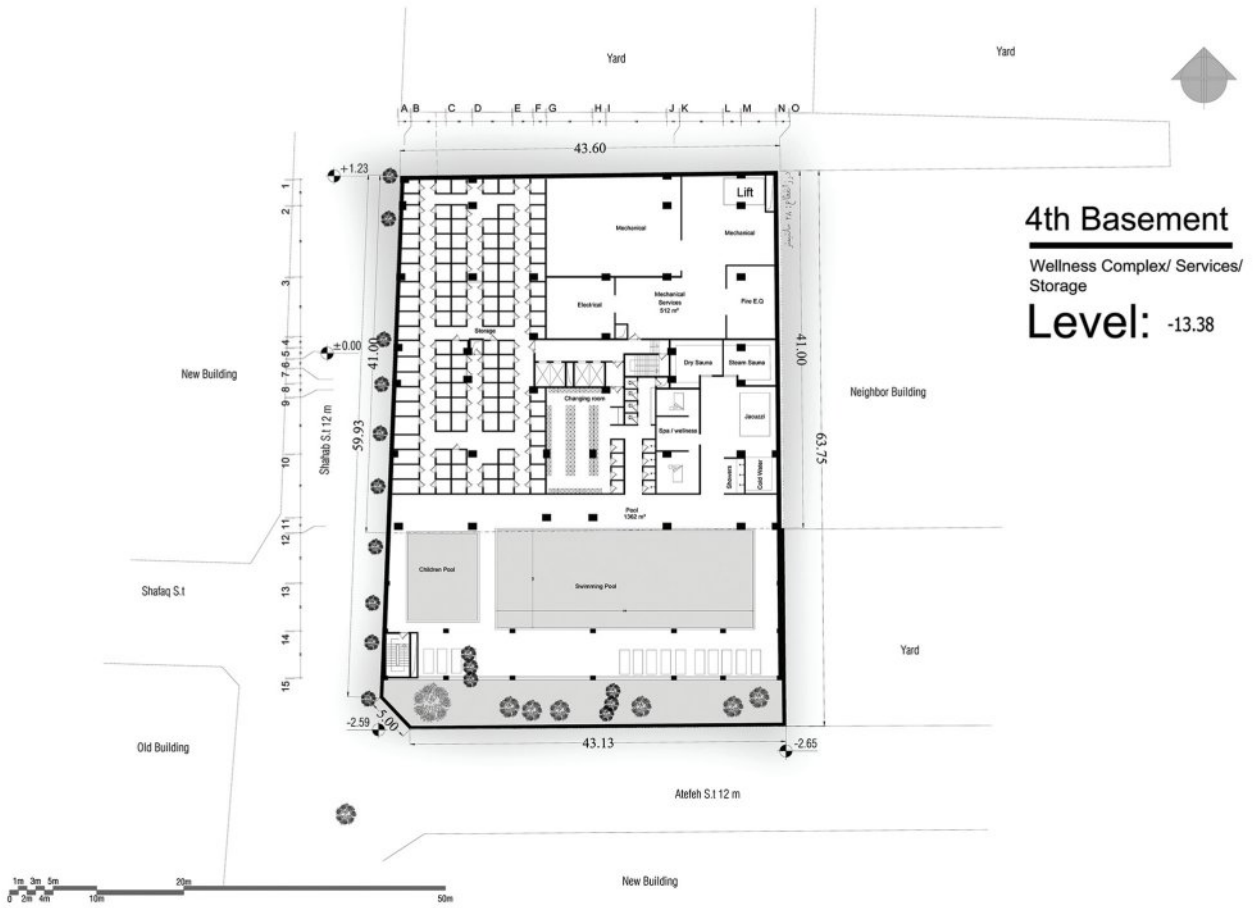 Yard
Yard
A B C D E F G H I J K L M N O
43.60
+1.23
1
2
3
4
5
6
7
8
9
10
11
12
13
14
15
Lift
Mechanical
Mechanical
4th Basement
Wellness Complex/ Services/
Storage
Level: -13.38
Electrical
Mechanical
Services
512 m²
Fire E.Q
Storage
±0.00
41.00
41.00
New Building
Dry Sauna
Steam Sauna
Neighbor Building
Changing room
Jacuzzi
Shahab S.t 12 m
59.93
63.75
Spa / wellness
Showers
Cold Water
Pool
1362 m²
Children Pool
Swimming Pool
Shafaq S.t
Yard
5.00
-2.59
43.13
-2.65
Old Building
Atefeh S.t 12 m
New Building
1m 3m 5m 20m
0 2m 4m 10m 50m